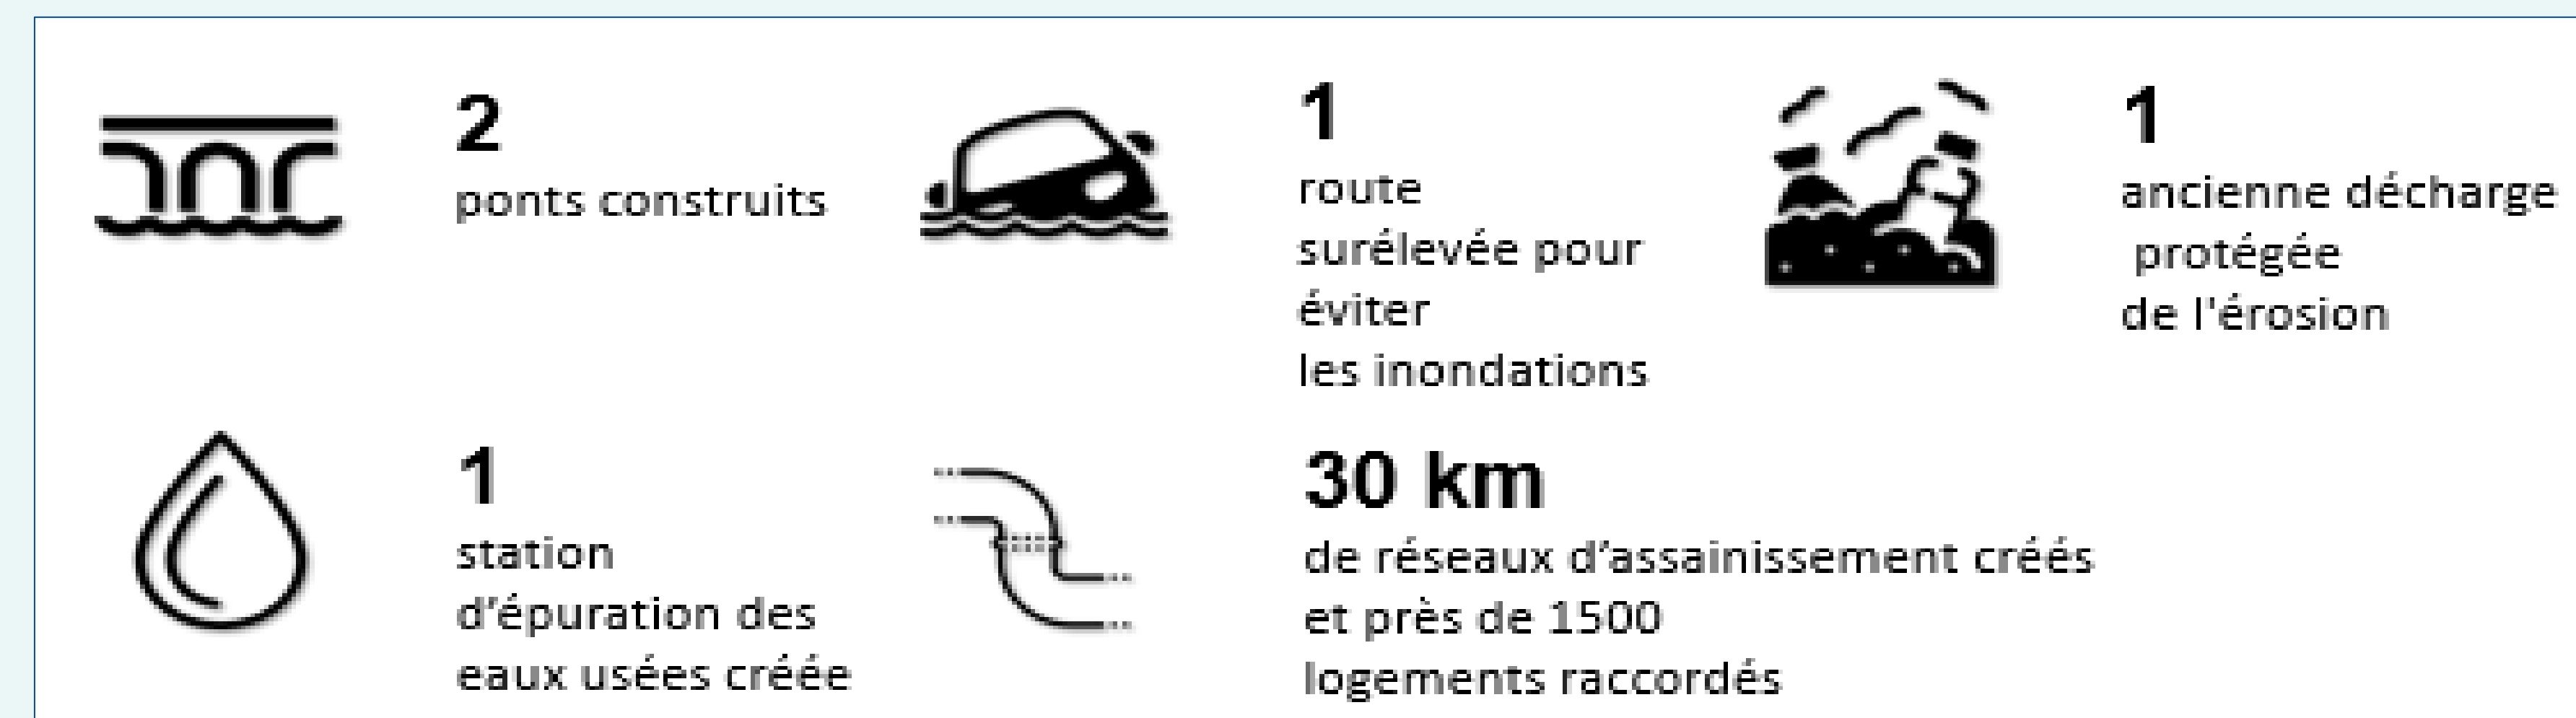 2
ponts construits
1
route
surélevée pour
éviter
les inondations
1
ancienne décharge
protégée
de l'érosion
1
station
d’épuration des
eaux usées créée
30 km
de réseaux d’assainissement créés
et près de 1500
logements raccordés